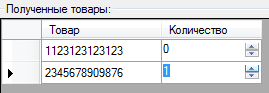 Полученные товары:
Товар Количество
1123123123123 0
2345678909876 1